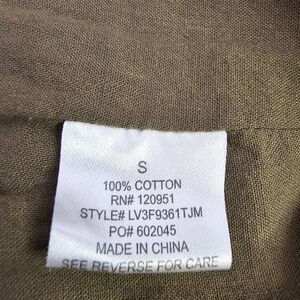 S
100% COTTON
RN# 120951
STYLE# LV3F9361TJM
PO# 602045
MADE IN CHINA
SEE REVERSE FOR CARE